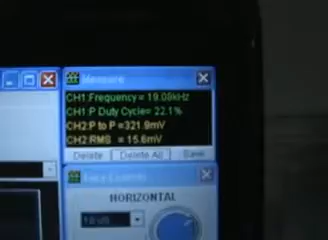 Measure
CH1:Frequency= 19.08kHz
CH1:P Duty Cycle= 22.1%
CH2:P to P =321.9mV
CH2:RMS = 15.6mV
Delete Delete All Save
HORIZONTAL